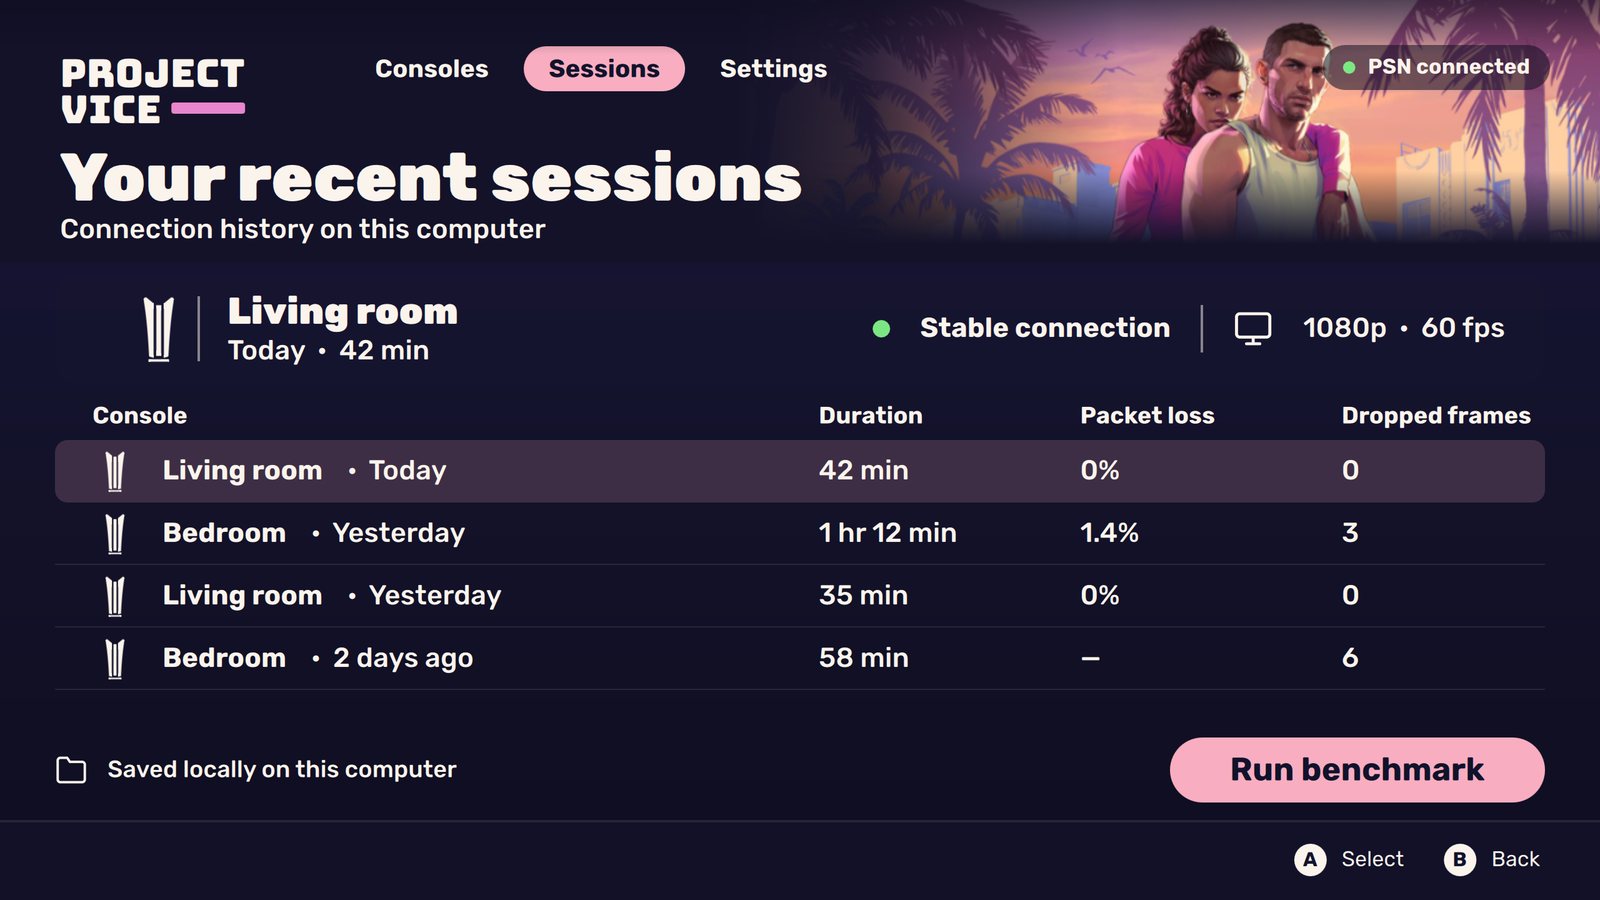 PROJECT
VICE
Consoles
Sessions
Settings
PSN connected
Your recent sessions
Connection history on this computer
Living room
Today • 42 min
Stable connection
1080p • 60 fps
Console Duration Packet loss Dropped frames
Living room • Today 42 min 0% 0
Bedroom • Yesterday 1 hr 12 min 1.4% 3
Living room • Yesterday 35 min 0% 0
Bedroom • 2 days ago 58 min – 6
Saved locally on this computer
Run benchmark
A Select B Back